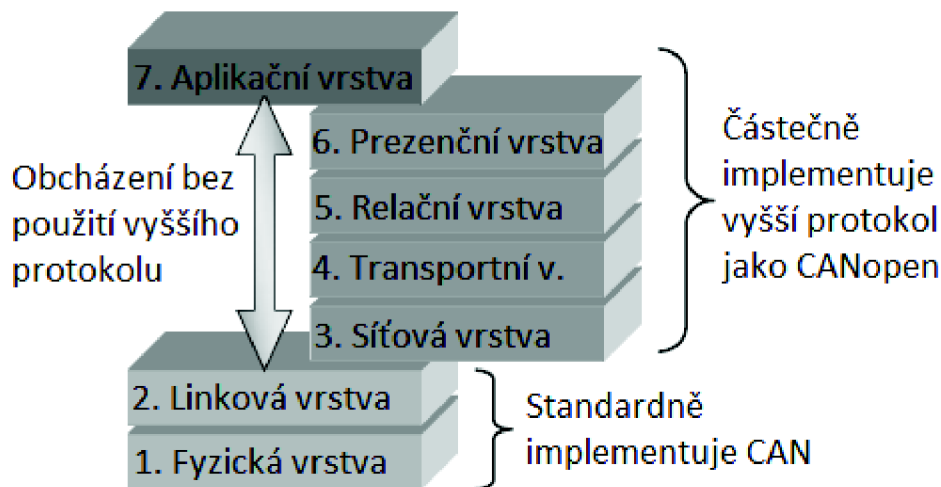 7. Aplikační vrstva
6. Prezenční vrstva
5. Relační vrstva
4. Transportní v.
3. Síťová vrstva
2. Linková vrstva
1. Fyzická vrstva
Obcházení bez
použití vyššího
protokolu
Částečně
implementuje
vyšší protokol
jako CANopen
Standardně
implementuje CAN